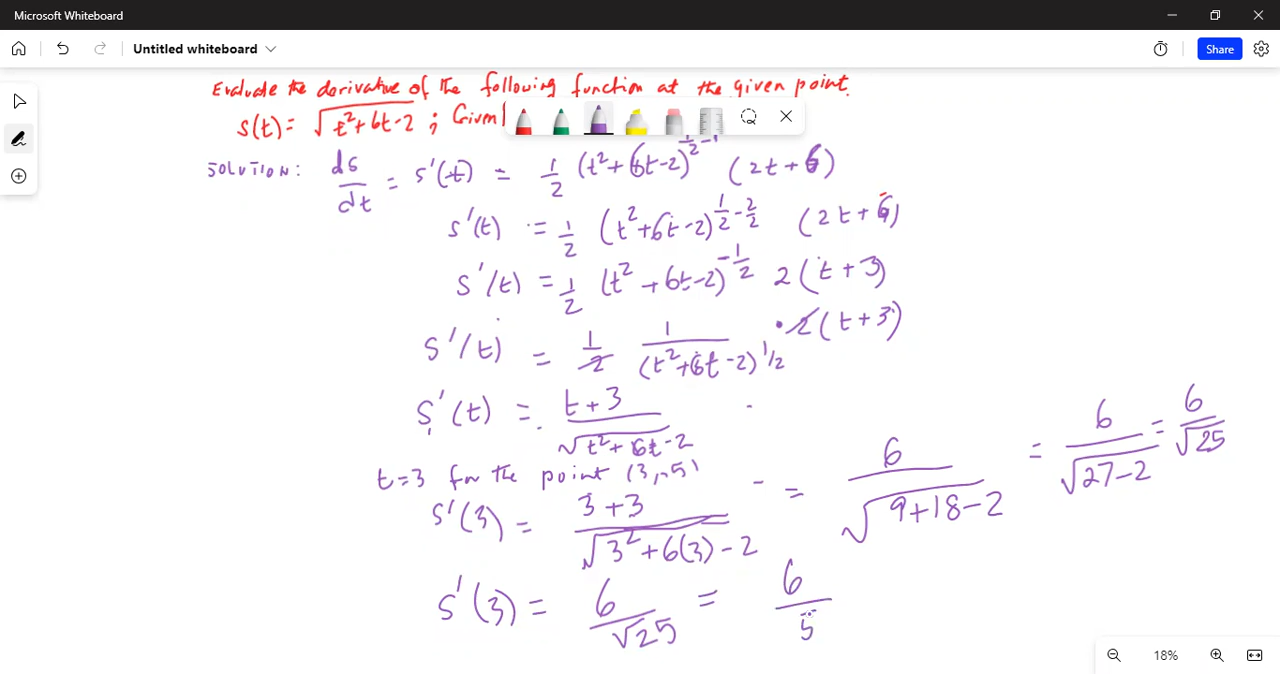 Microsoft Whiteboard
Untitled whiteboard
Share
Evaluate the derivative of the following function at the given point.
s(t) = √(t²+6t-2) ; Given
SOLUTION: ds/dt = s'(t) = 1/2 (t²+6t-2)^(1/2-1) (2t+6)
s'(t) = 1/2 (t²+6t-2)^(1/2-2/2) (2t+6)
s'(t) = 1/2 (t²+6t-2)^(-1/2) 2(t+3)
s'(t) = 1/2 1/(t²+6t-2)^(1/2) · 2(t+3)
s'(t) = (t+3)/√(t²+6t-2)
t=3 for the point (3, 5)
s'(3) = (3+3)/√(3²+6(3)-2) = 6/√(9+18-2) = 6/√(27-2) = 6/√25
s'(3) = 6/√25 = 6/5
18%